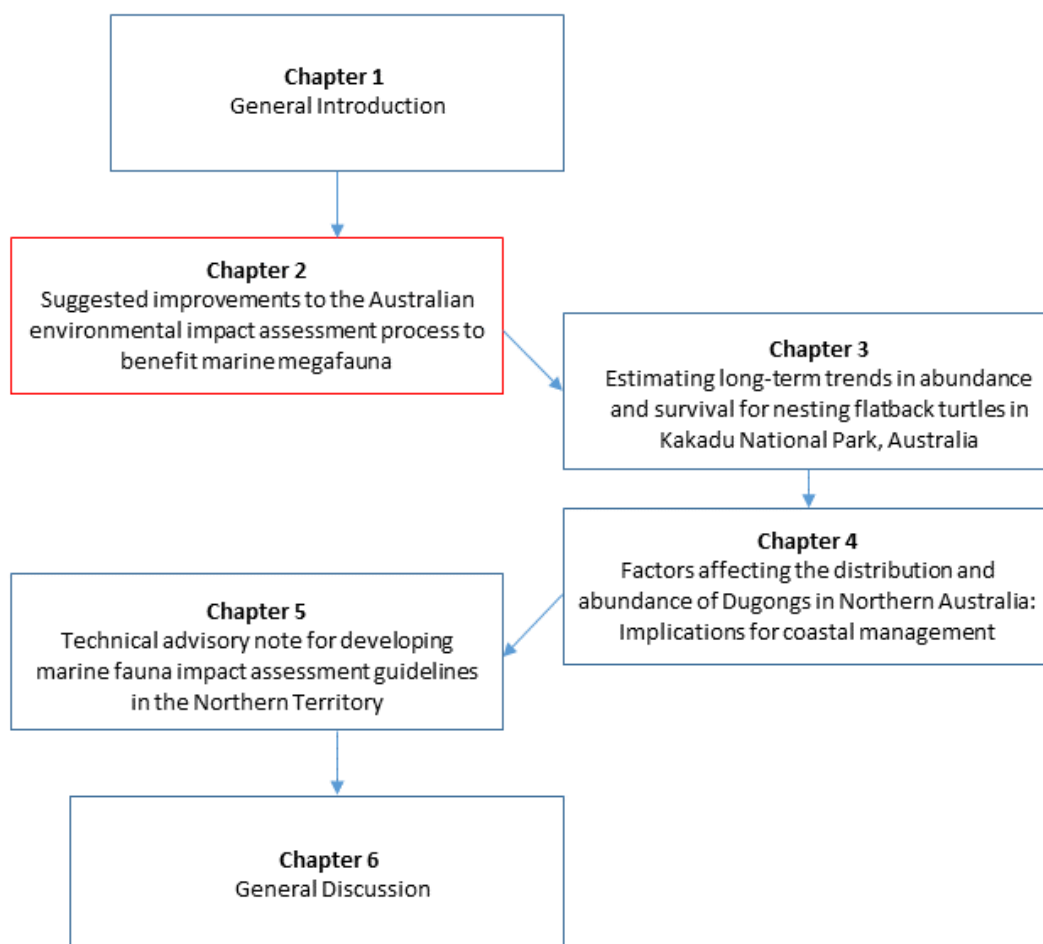 Chapter 1
General Introduction
Chapter 2
Suggested improvements to the Australian
environmental impact assessment process to
benefit marine megafauna
Chapter 3
Estimating long-term trends in abundance
and survival for nesting flatback turtles in
Kakadu National Park, Australia
Chapter 4
Factors affecting the distribution and
abundance of Dugongs in Northern Australia:
Implications for coastal management
Chapter 5
Technical advisory note for developing
marine fauna impact assessment guidelines
in the Northern Territory
Chapter 6
General Discussion